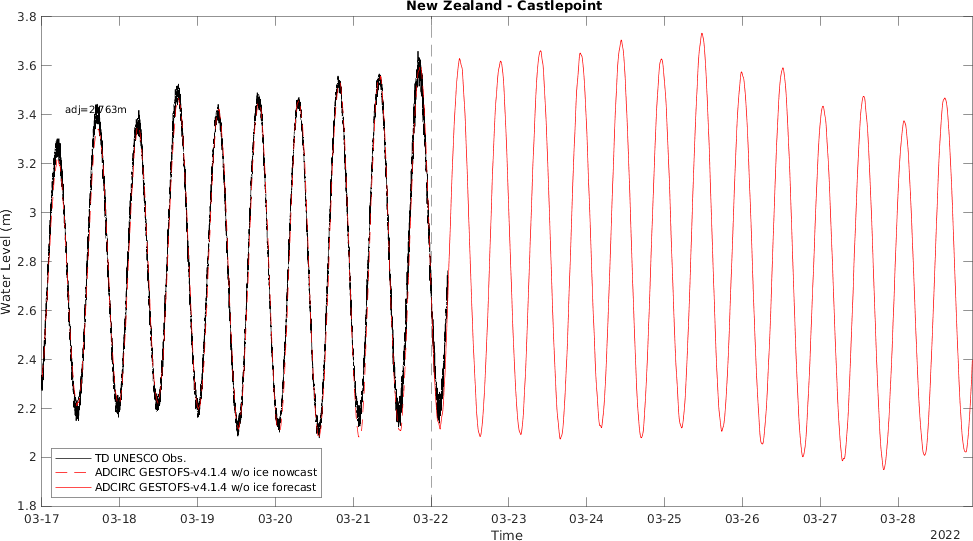 New Zealand - Castlepoint
3.8
3.6
3.4
3.2
3
2.8
2.6
2.4
2.2
2
1.8
Water Level (m)
adj=2.763m
TD UNESCO Obs.
ADCIRC GESTOFS-v4.1.4 w/o ice nowcast
ADCIRC GESTOFS-v4.1.4 w/o ice forecast
03-17 03-18 03-19 03-20 03-21 03-22 03-23 03-24 03-25 03-26 03-27 03-28
Time
2022